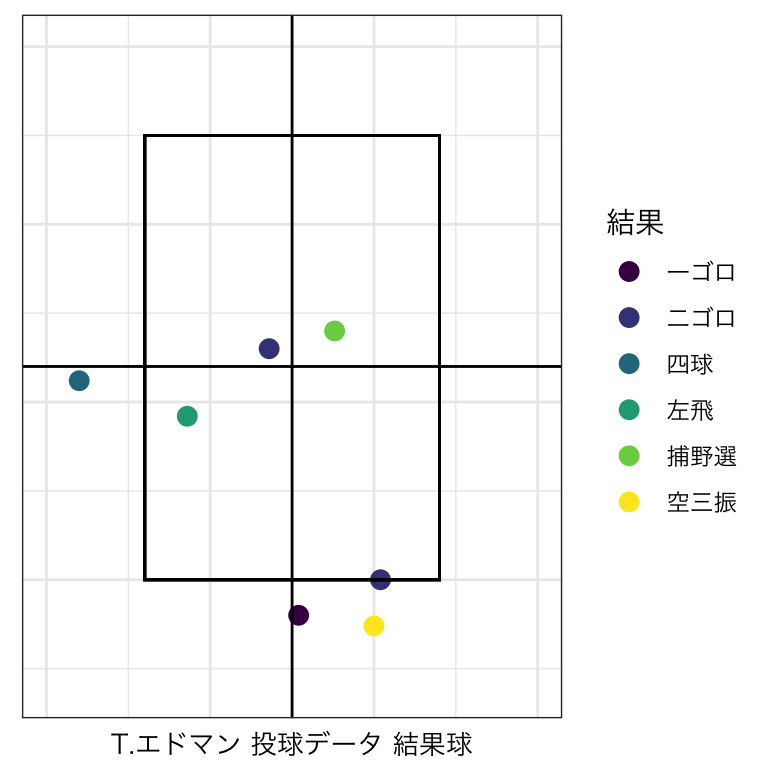 結果
一ゴロ
二ゴロ
四球
左飛
捕野選
空三振
T.エドマン 投球データ 結果球